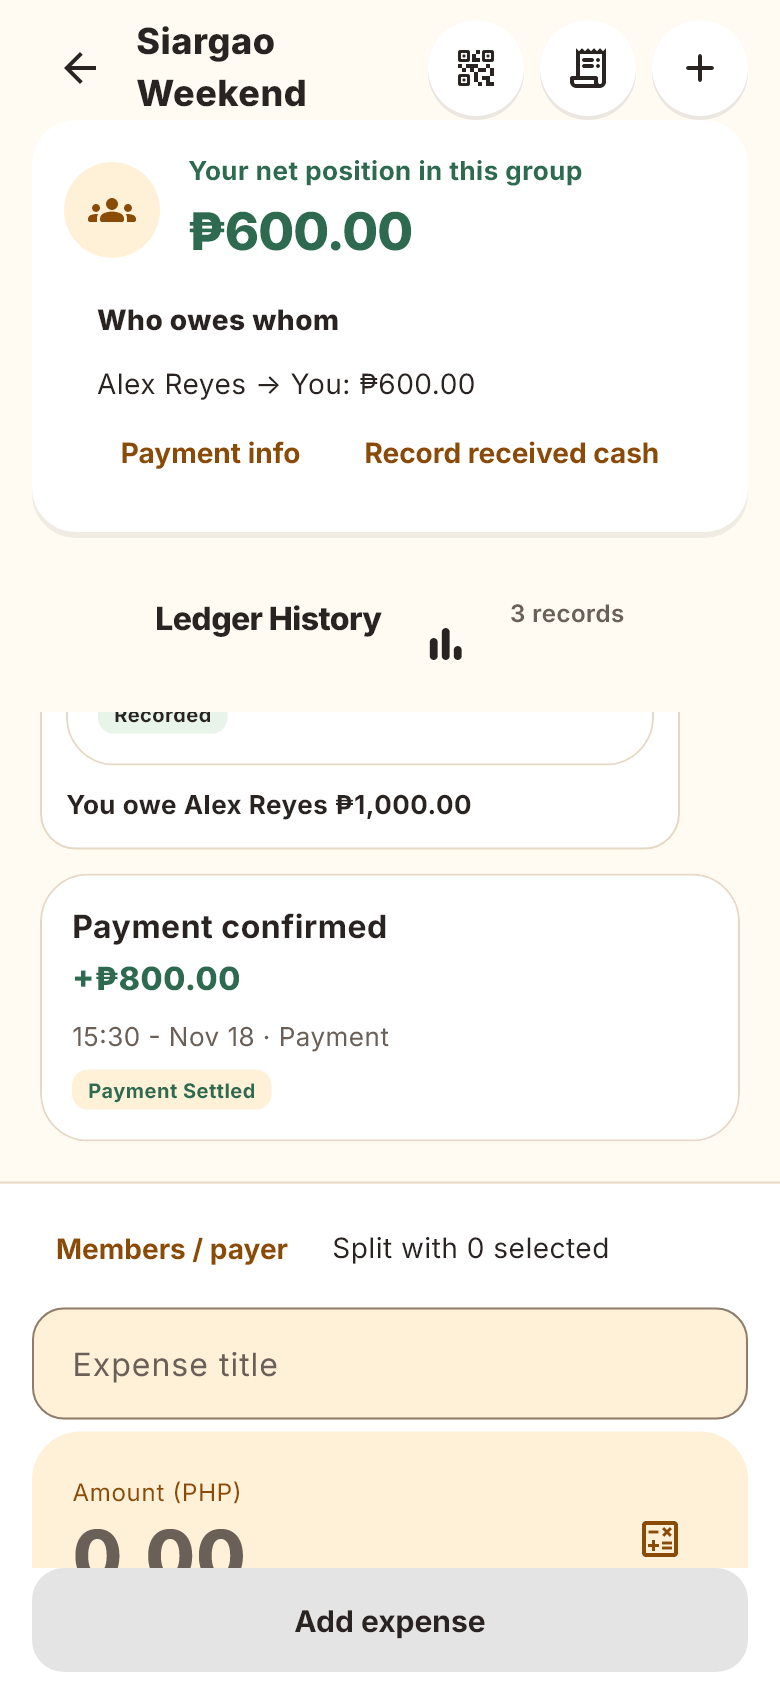 Siargao
Weekend
Your net position in this group
₱600.00
Who owes whom
Alex Reyes → You: ₱600.00
Payment info
Record received cash
Ledger History
3 records
Recorded
You owe Alex Reyes ₱1,000.00
Payment confirmed
+₱800.00
15:30 - Nov 18 · Payment
Payment Settled
Members / payer
Split with 0 selected
Expense title
Amount (PHP)
0.00
Add expense